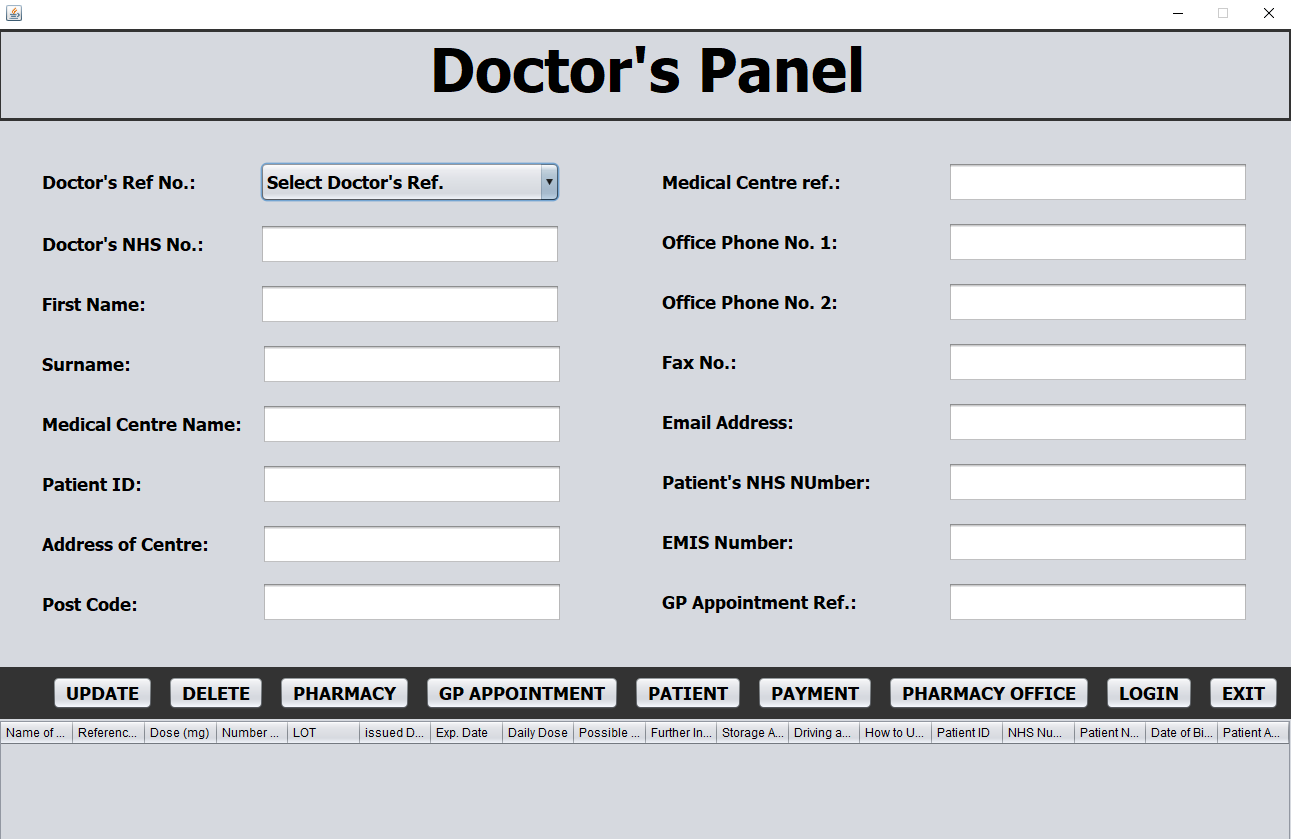 Doctor's Panel
Doctor's Ref No.: Select Doctor's Ref. Medical Centre ref.:
Doctor's NHS No.: Office Phone No. 1:
First Name: Office Phone No. 2:
Surname: Fax No.:
Medical Centre Name: Email Address:
Patient ID: Patient's NHS NUmber:
Address of Centre: EMIS Number:
Post Code: GP Appointment Ref.:
UPDATE DELETE PHARMACY GP APPOINTMENT PATIENT PAYMENT PHARMACY OFFICE LOGIN EXIT
Name of ... Referenc... Dose (mg) Number ... LOT issued D... Exp. Date Daily Dose Possible ... Further In... Storage A... Driving a... How to U... Patient ID NHS Nu... Patient N... Date of Bi... Patient A...